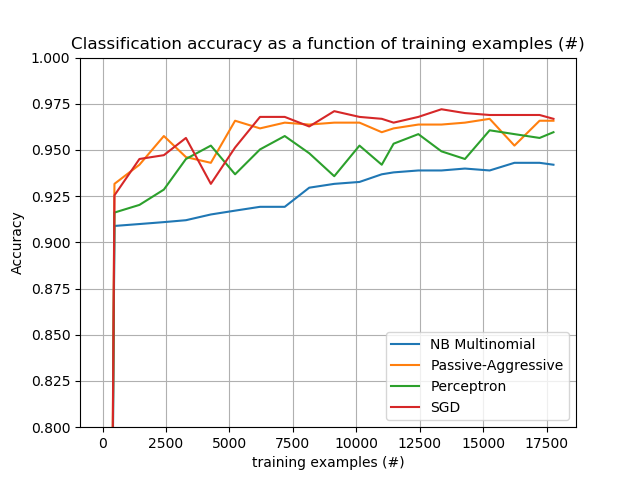 Classification accuracy as a function of training examples (#)
1.000
0.975
0.950
0.925
0.900
0.875
0.850
0.825
0.800
Accuracy
NB Multinomial
Passive-Aggressive
Perceptron
SGD
0 2500 5000 7500 10000 12500 15000 17500
training examples (#)